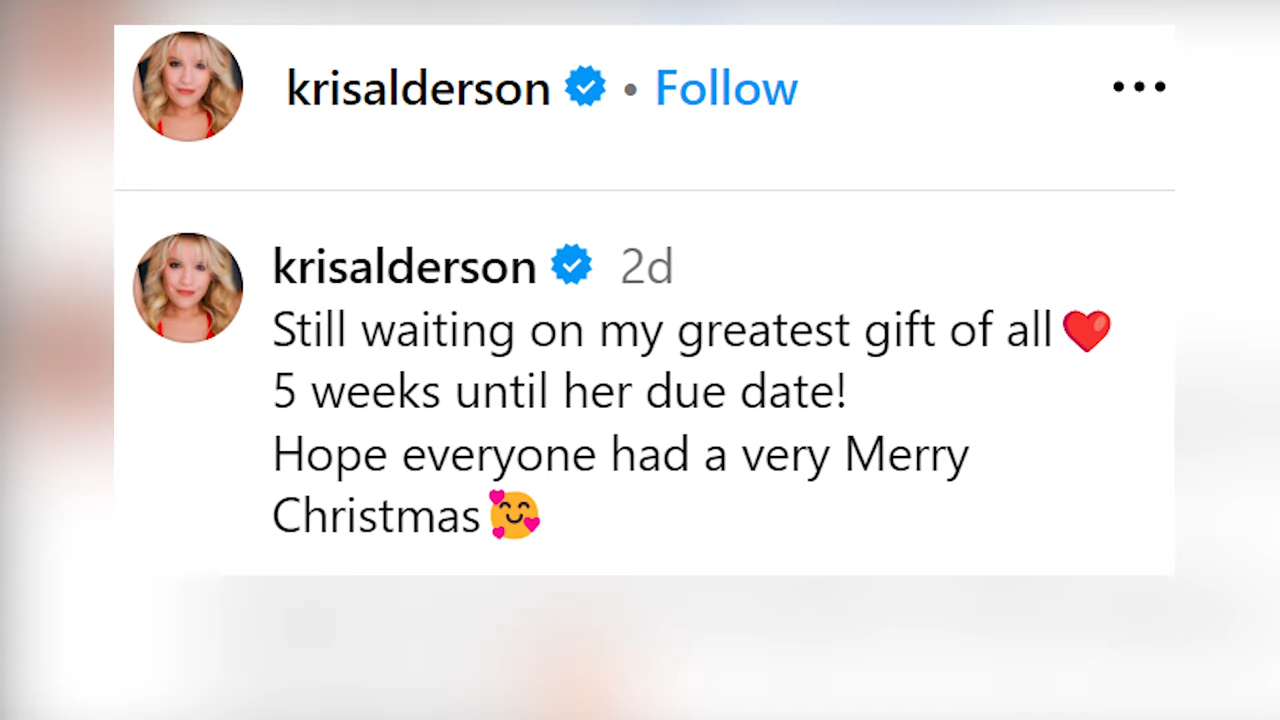 krisalderson • Follow
krisalderson 2d
Still waiting on my greatest gift of all❤️
5 weeks until her due date!
Hope everyone had a very Merry
Christmas🥰